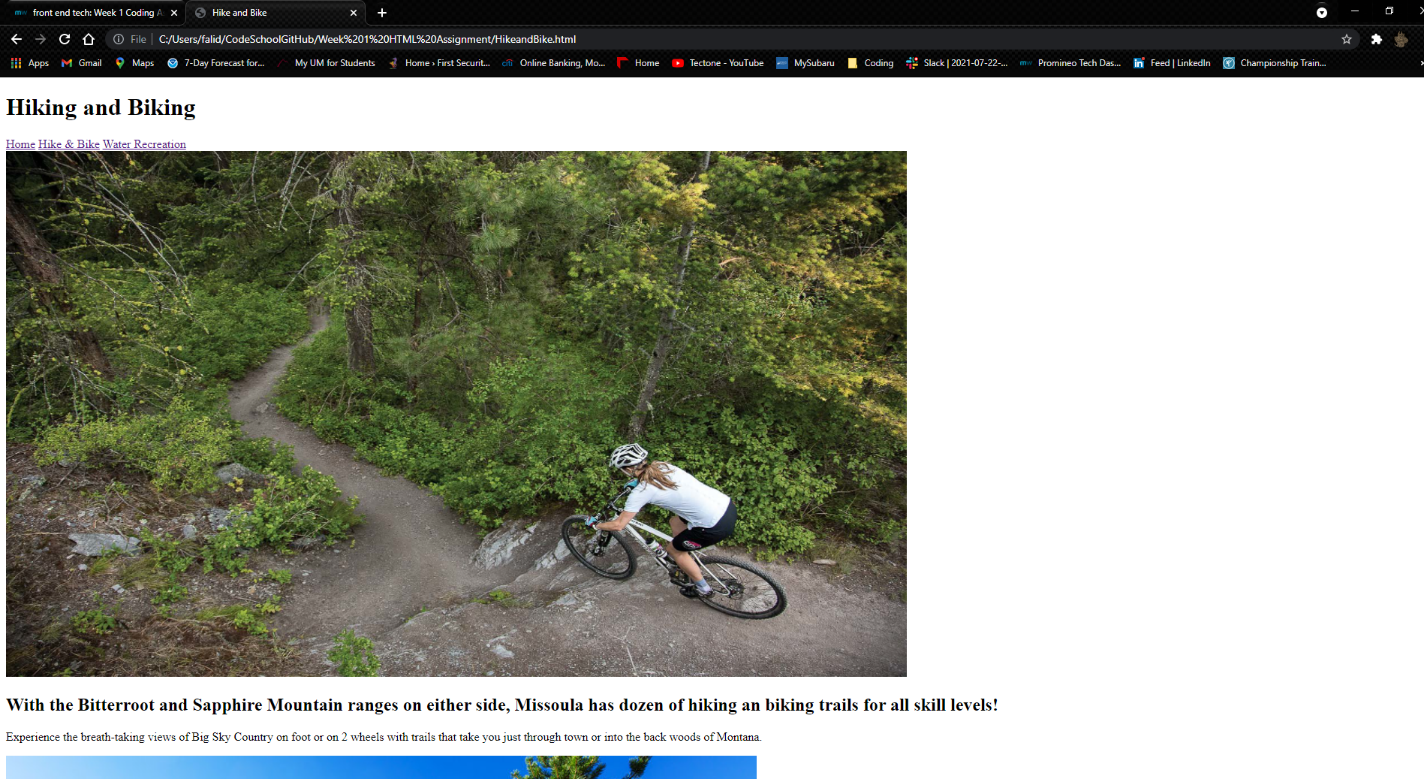 front end tech: Week 1 Coding A
Hike and Bike
File C:/Users/falid/CodeSchoolGitHub/Week%201%20HTML%20Assignment/HikeandBike.html
Apps Gmail Maps 7-Day Forecast for... My UM for Students Home › First Securit... citi Online Banking, Mo... Home Tectone - YouTube MySubaru Coding Slack | 2021-07-22-... Promineo Tech Das... Feed | LinkedIn Championship Train...
Hiking and Biking
Home Hike & Bike Water Recreation
With the Bitterroot and Sapphire Mountain ranges on either side, Missoula has dozen of hiking an biking trails for all skill levels!
Experience the breath-taking views of Big Sky Country on foot or on 2 wheels with trails that take you just through town or into the back woods of Montana.